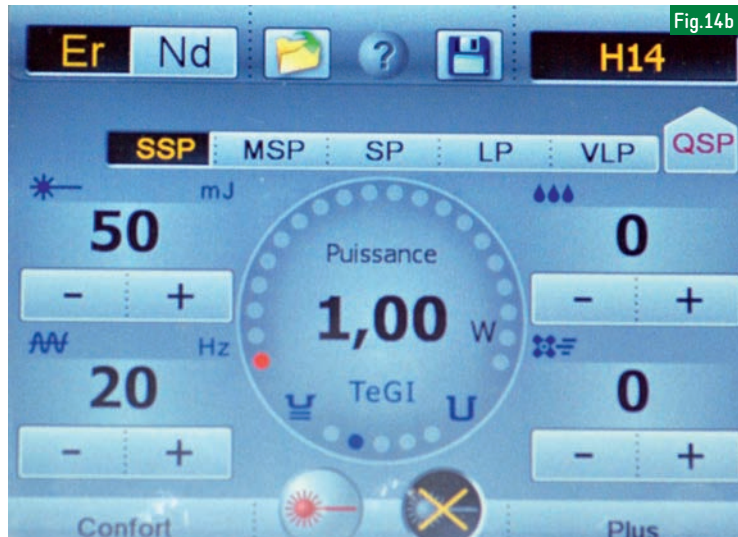 Fig.14b
Er Nd ? H14
SSP MSP SP LP VLP QSP
mJ
50 0
- + - +
Puissance
1,00 W
Hz
20 0
TeGI
- + - +
Confort Plus